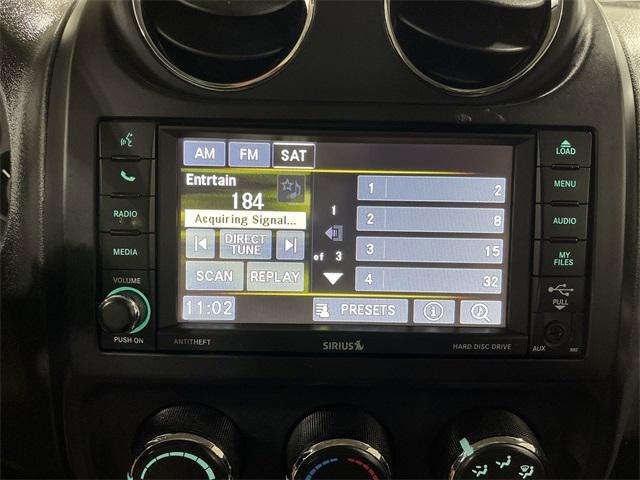 LOAD
MENU
AUDIO
MY FILES
PULL
AUX
RADIO
MEDIA
VOLUME
PUSH ON
AM FM SAT
Entrtain
184
Acquiring Signal...
DIRECT TUNE
SCAN REPLAY
1
of 3
1 2
2 8
3 15
4 32
11:02
PRESETS
ANTITHEFT
SIRIUS
HARD DISC DRIVE